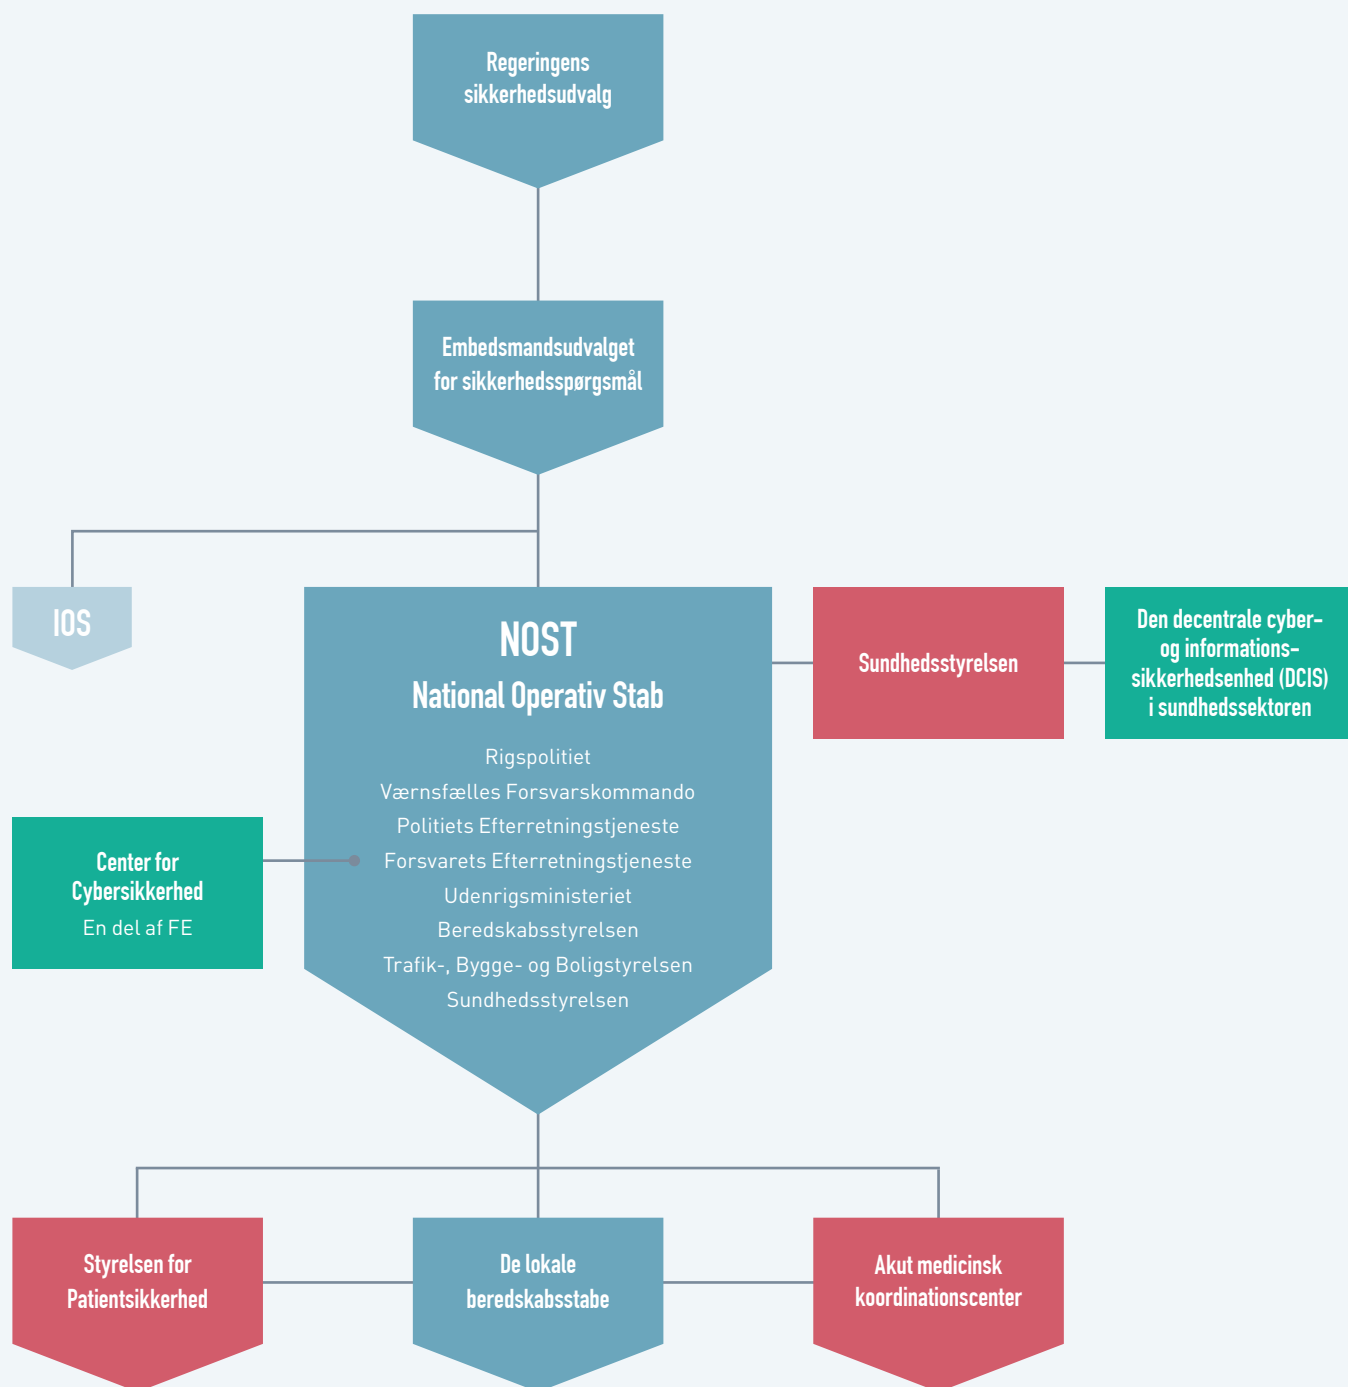 Regeringens
sikkerhedsudvalg
Embedsmandsudvalget
for sikkerhedsspørgsmål
IOS
NOST
National Operativ Stab
Rigspolitiet
Værnsfælles Forsvarskommando
Politiets Efterretningstjeneste
Forsvarets Efterretningstjeneste
Udenrigsministeriet
Beredskabsstyrelsen
Trafik-, Bygge- og Boligstyrelsen
Sundhedsstyrelsen
Sundhedsstyrelsen
Den decentrale cyber-
og informations-
sikkerhedsenhed (DCIS)
i sundhedssektoren
Center for
Cybersikkerhed
En del af FE
Styrelsen for
Patientsikkerhed
De lokale
beredskabsstabe
Akut medicinsk
koordinationscenter